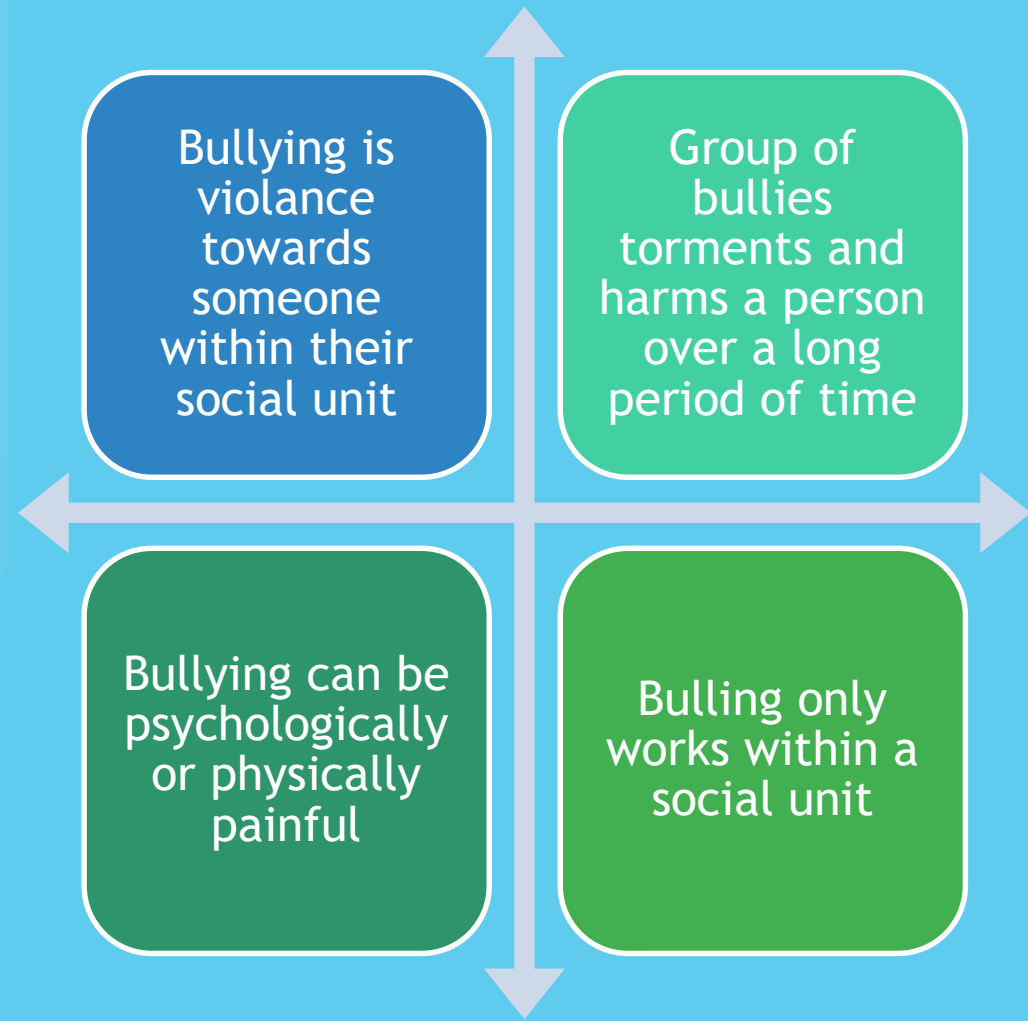 Bullying is
violance
towards
someone
within their
social unit
Group of
bullies
torments and
harms a person
over a long
period of time
Bullying can be
psychologically
or physically
painful
Bulling only
works within a
social unit